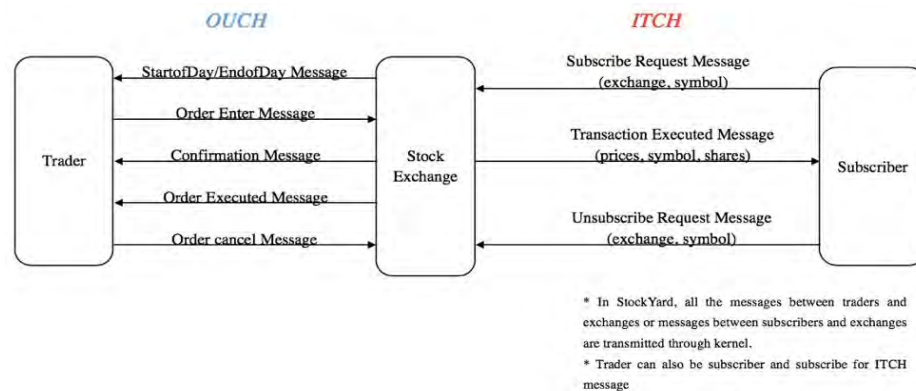 OUCH
ITCH
StartofDay/EndofDay Message
Order Enter Message
Confirmation Message
Order Executed Message
Order cancel Message
Trader
Stock
Exchange
Subscribe Request Message
(exchange, symbol)
Transaction Executed Message
(prices, symbol, shares)
Unsubscribe Request Message
(exchange, symbol)
Subscriber
* In StockYard, all the messages between traders and
exchanges or messages between subscribers and exchanges
are transmitted through kernel.
* Trader can also be subscriber and subscribe for ITCH
message